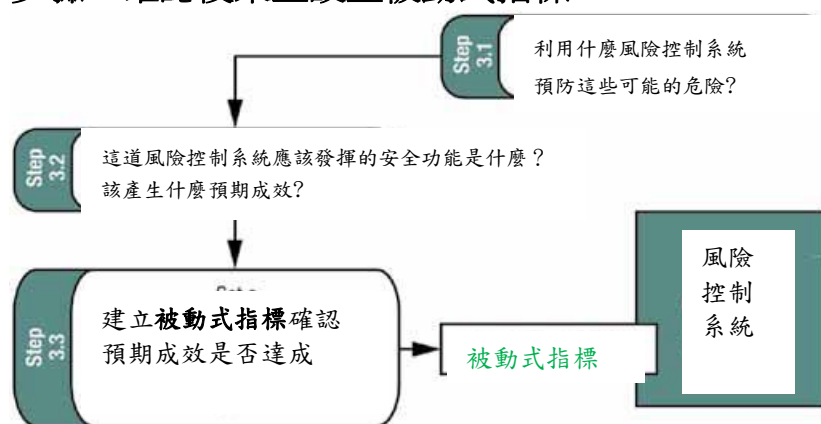 Step 3.1
利用什麼風險控制系統
預防這些可能的危險?
Step 3.2
這道風險控制系統應該發揮的安全功能是什麼？
該產生什麼預期成效?
Step 3.3
建立被動式指標確認
預期成效是否達成
被動式指標
風險
控制
系統